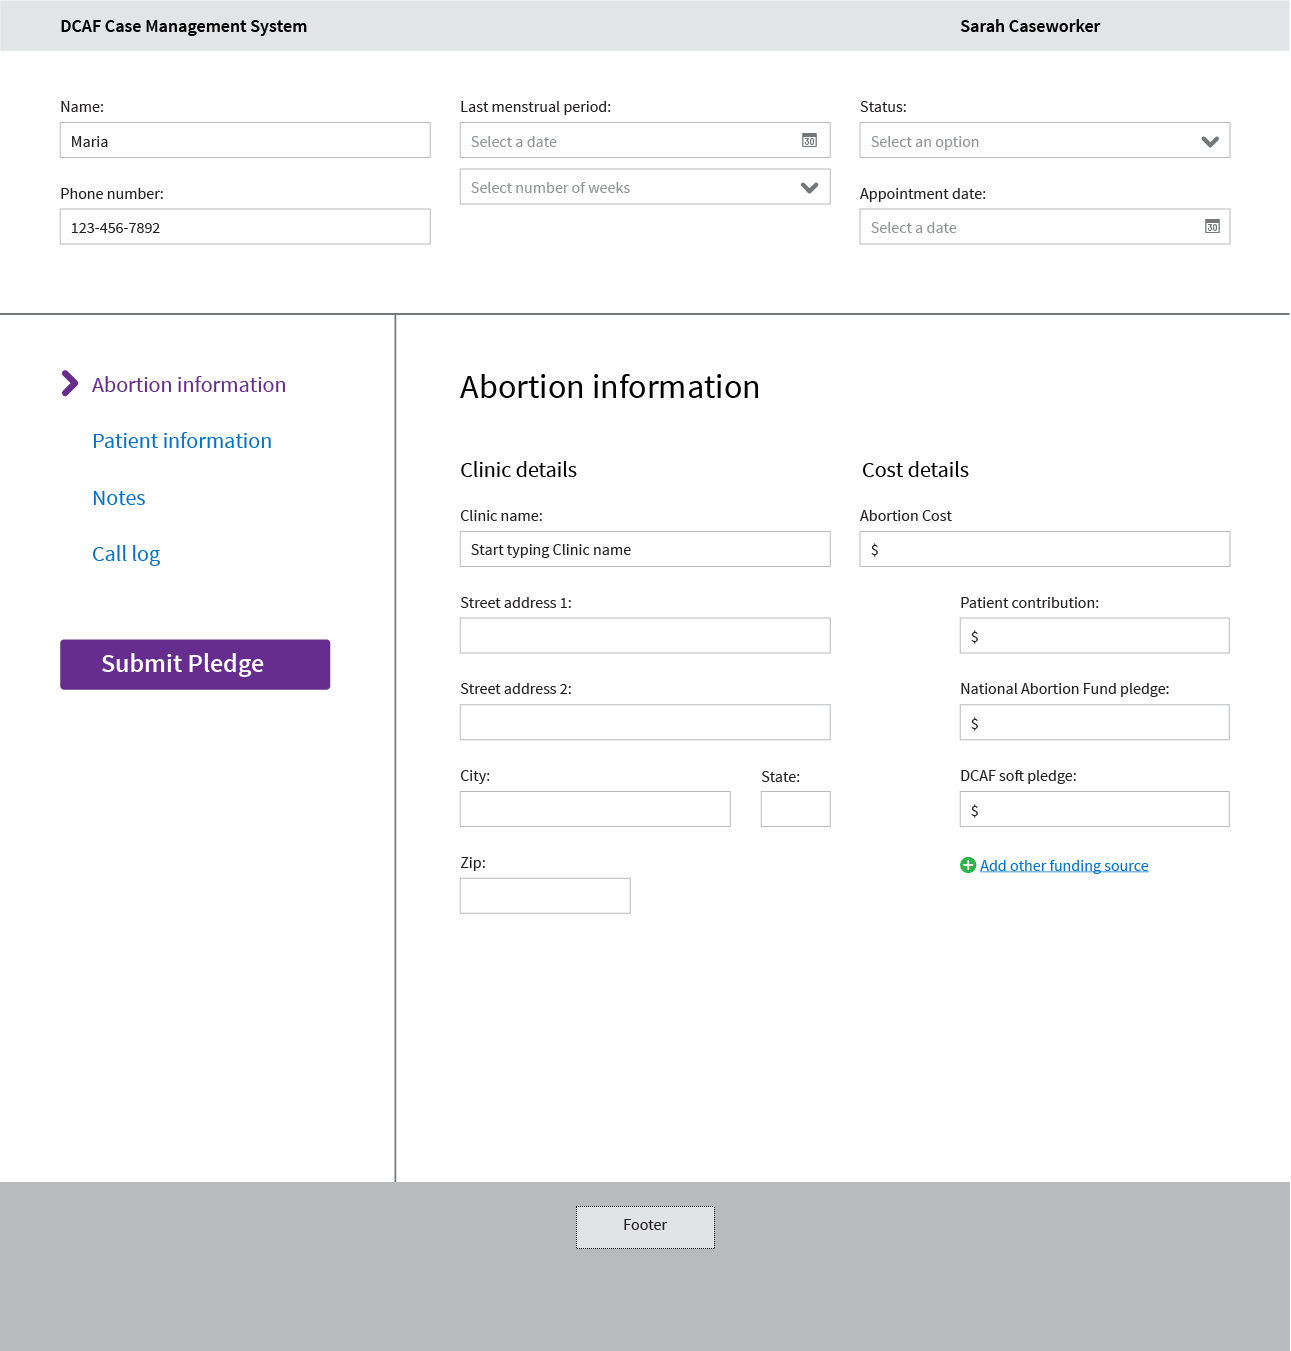 DCAF Case Management System
Sarah Caseworker
Name:
Maria
Phone number:
123-456-7892
Last menstrual period:
Select a date
30
Select number of weeks
Status:
Select an option
Appointment date:
Select a date
30
Abortion information
Patient information
Notes
Call log
Submit Pledge
Abortion information
Clinic details
Clinic name:
Start typing Clinic name
Street address 1:
Street address 2:
City:
State:
Zip:
Cost details
Abortion Cost
$
Patient contribution:
$
National Abortion Fund pledge:
$
DCAF soft pledge:
$
Add other funding source
Footer